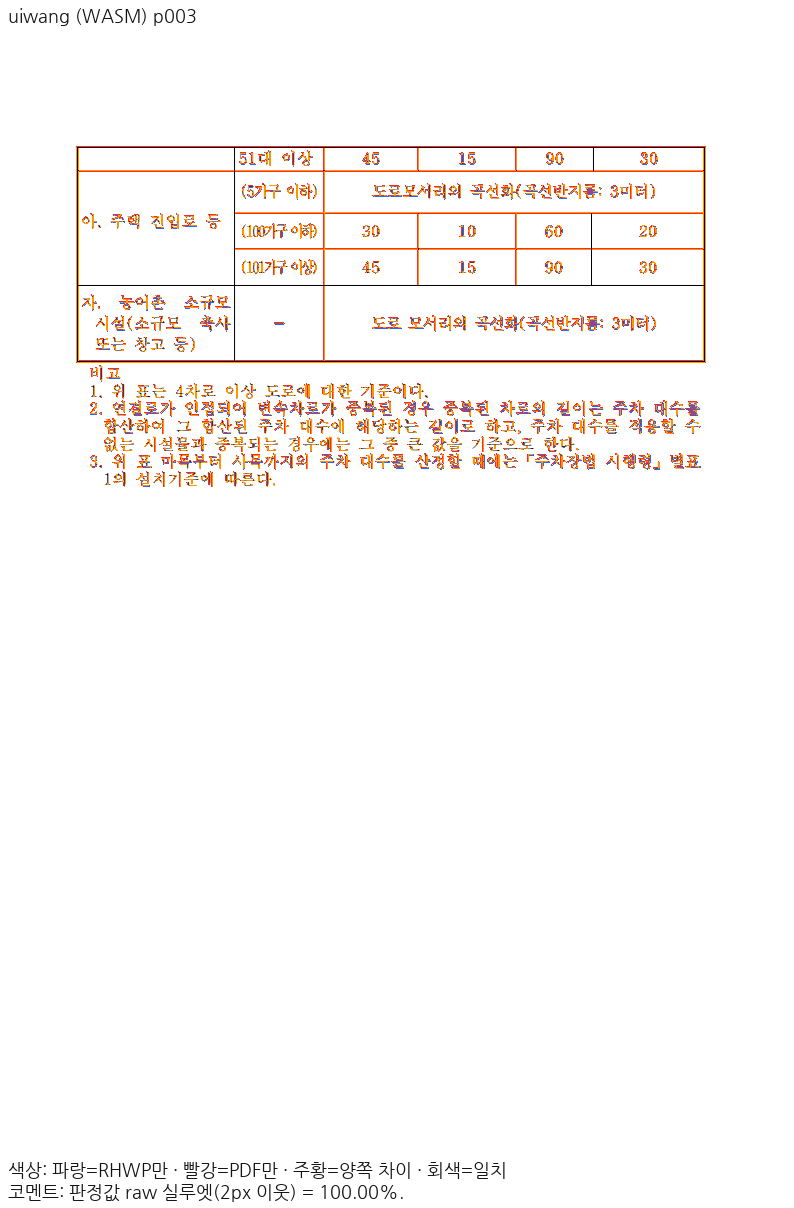 uiwang (WASM) p003
51대 이상 45 15 90 30
아. 주택 진입로 등
(5가구 이하) 도로모서리의 곡선화(곡선반지름: 3미터)
(100가구 이하) 30 10 60 20
(101가구 이상) 45 15 90 30
자. 농어촌 소규모
시설(소규모 축사
또는 창고 등)
- 도로 모서리의 곡선화(곡선반지름: 3미터)
비고
1. 위 표는 4차로 이상 도로에 대한 기준이다.
2. 연결로가 인접되어 변속차로가 중복된 경우 중복된 차로의 길이는 주차 대수를
합산하여 그 합산된 주차 대수에 해당하는 길이로 하고, 주차 대수를 적용할 수
없는 시설물과 중복되는 경우에는 그 중 큰 값을 기준으로 한다.
3. 위 표 마목부터 사목까지의 주차 대수를 산정할 때에는 「주차장법 시행령」 별표
1의 설치기준에 따른다.
색상: 파랑=RHWP만 · 빨강=PDF만 · 주황=양쪽 차이 · 회색=일치
코멘트: 판정값 raw 실루엣(2px 이웃) = 100.00%.